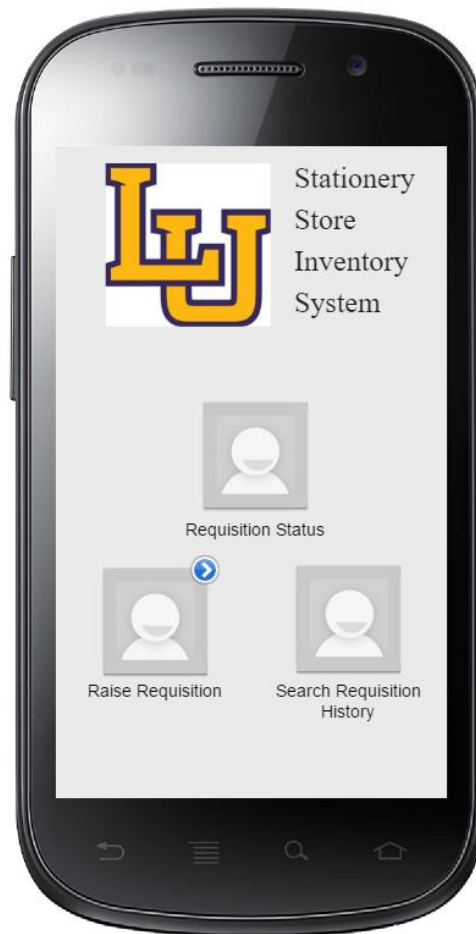 LU
Stationery
Store
Inventory
System
Requisition Status
Raise Requisition
Search Requisition
History